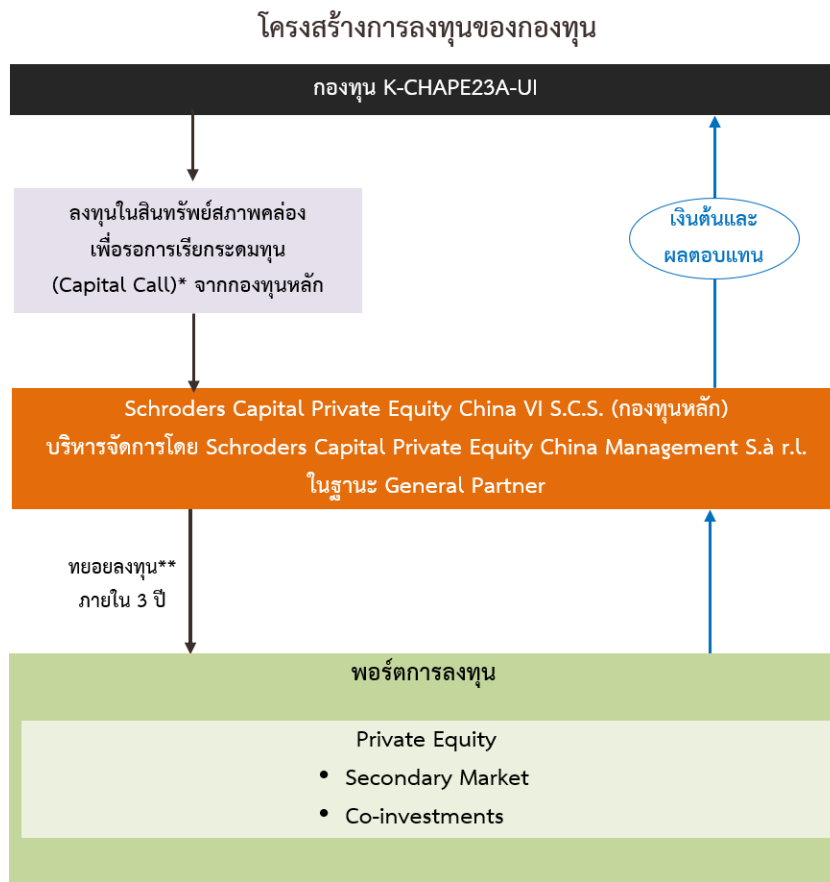 โครงสร้างการลงทุนของกองทุน
กองทุน K-CHAPE23A-UI
ลงทุนในสินทรัพย์สภาพคล่อง
เพื่อรอการเรียกระดมทุน
(Capital Call)* จากกองทุนหลัก
เงินต้นและ
ผลตอบแทน
Schroders Capital Private Equity China VI S.C.S. (กองทุนหลัก)
บริหารจัดการโดย Schroders Capital Private Equity China Management S.à r.l.
ในฐานะ General Partner
ทยอยลงทุน**
ภายใน 3 ปี
พอร์ตการลงทุน
Private Equity
• Secondary Market
• Co-investments